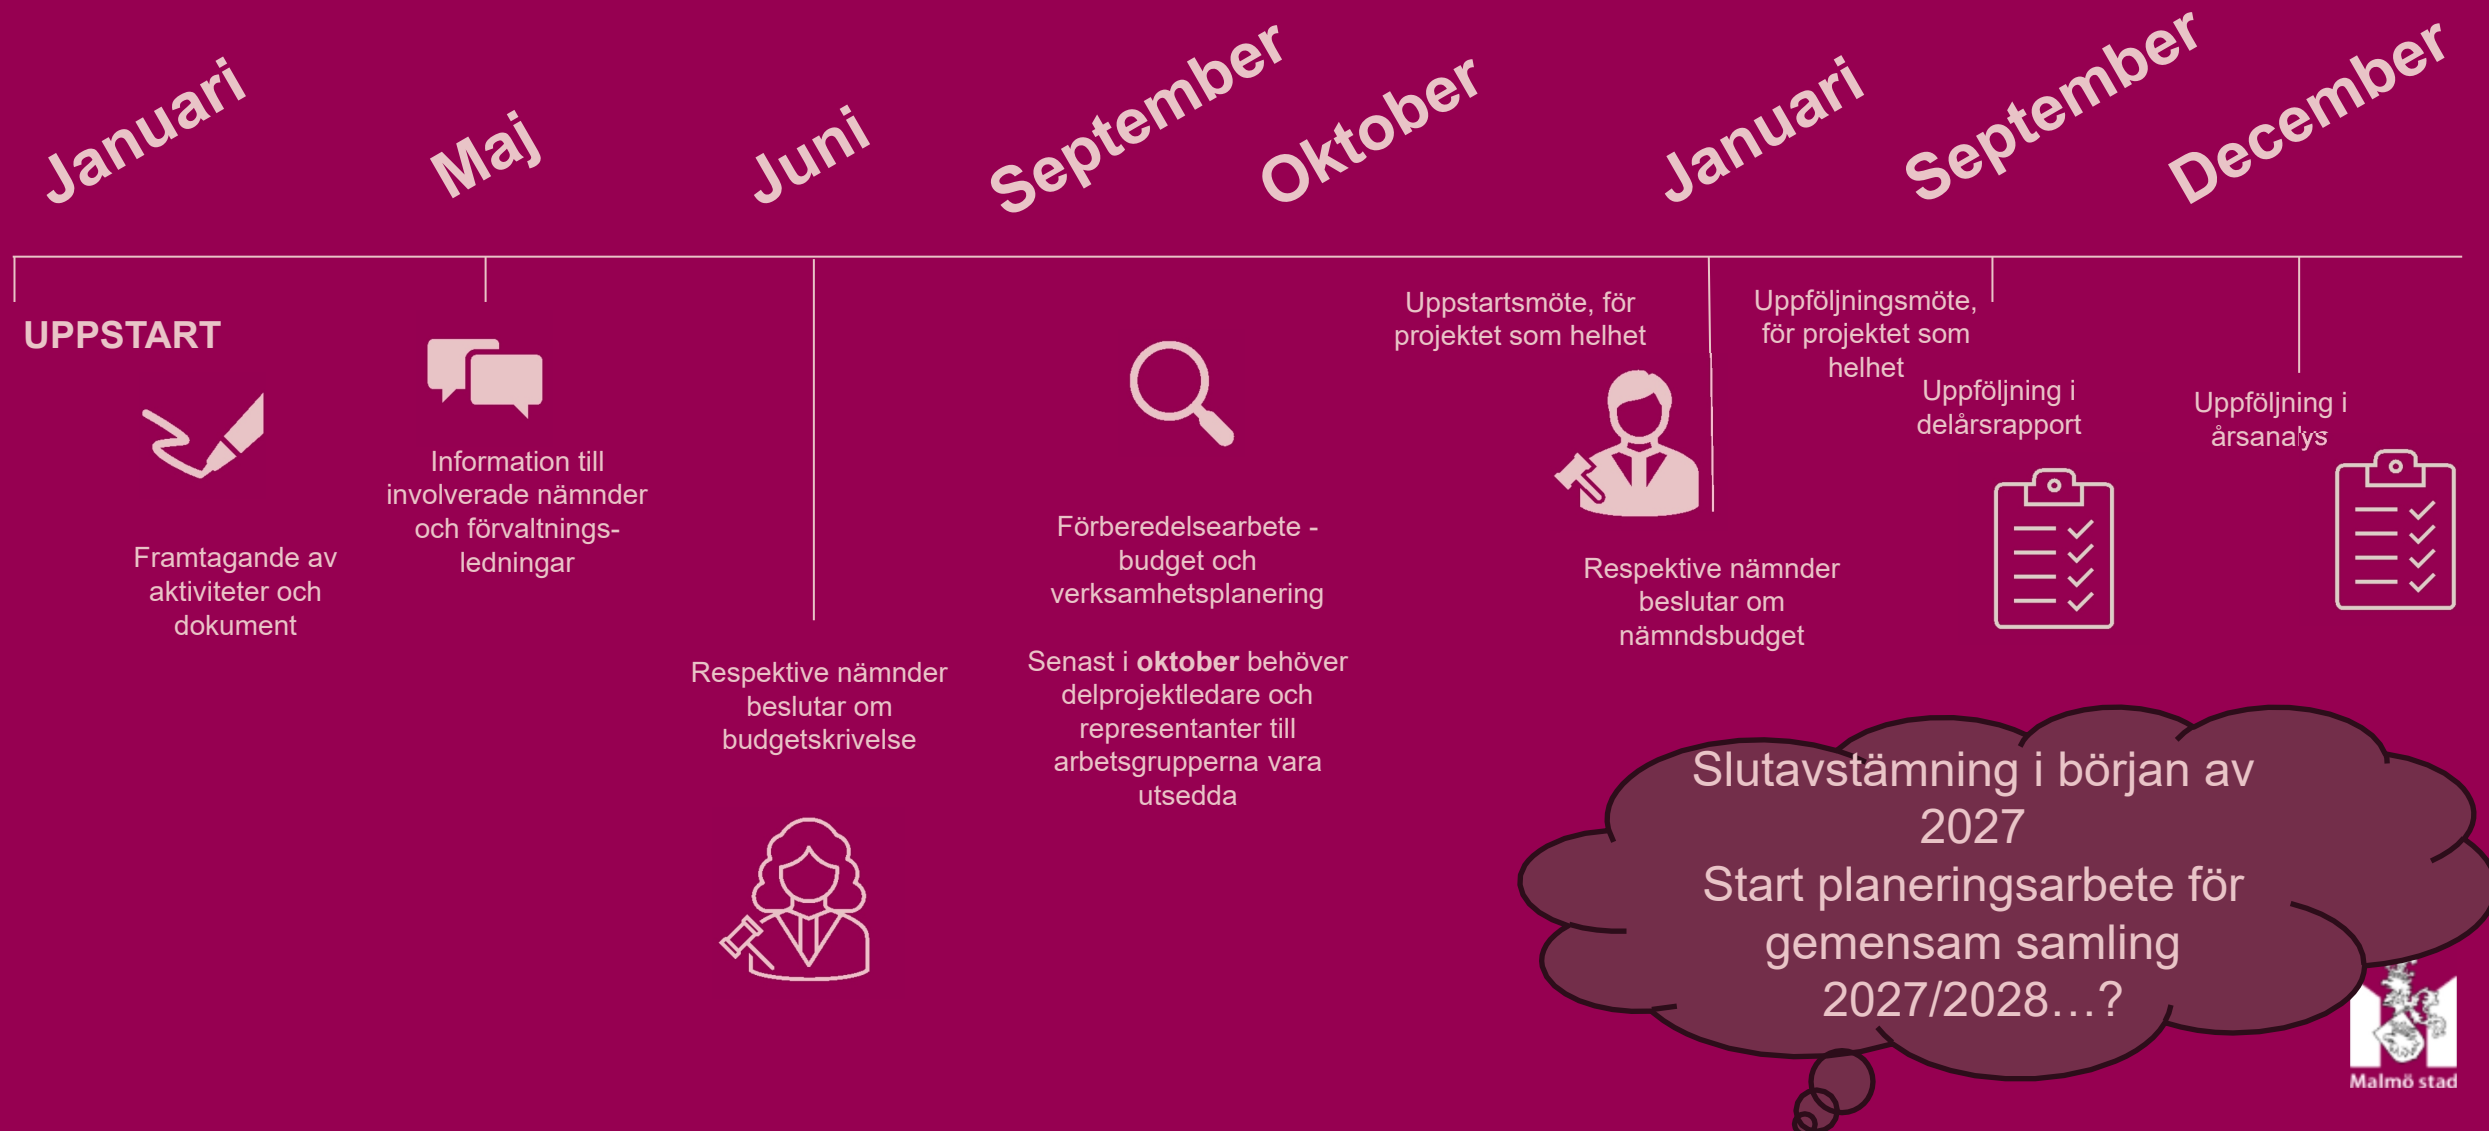 Januari
Maj
Juni
September
Oktober
Januari
September
December
UPPSTART
Framtagande av
aktiviteter och
dokument
Information till
involverade nämnder
och förvaltnings-
ledningar
Respektive nämnder
beslutar om
budgetskrivelse
Förberedelsearbete -
budget och
verksamhetsplanering
Senast i oktober behöver
delprojektledare och
representanter till
arbetsgrupperna vara
utsedda
Uppstartsmöte, för
projektet som helhet
Respektive nämnder
beslutar om
nämndsbudget
Uppföljningsmöte,
för projektet som
helhet
Uppföljning i
delårsrapport
Uppföljning i
årsanalys
Slutavstämning i början av
2027
Start planeringsarbete för
gemensam samling
2027/2028…?
Malmö stad